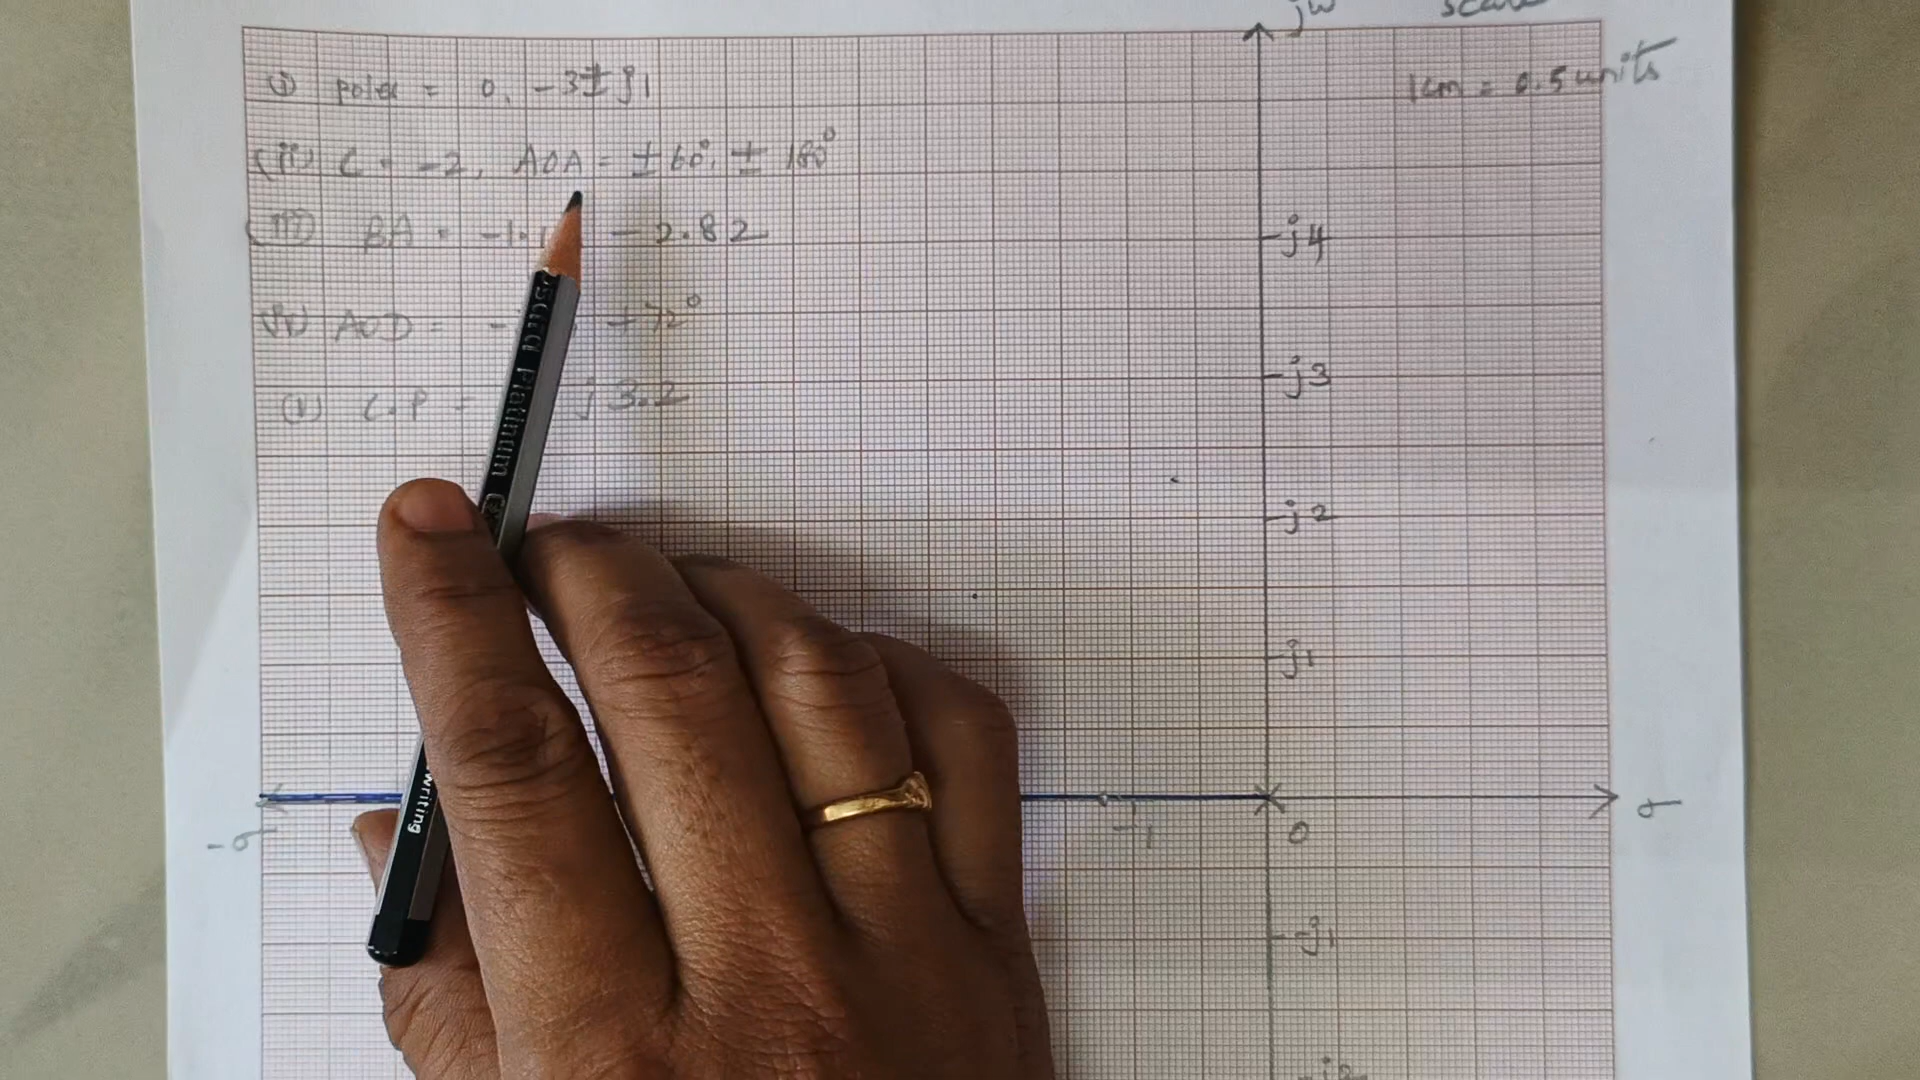 jω scale
1cm = 0.5 units
(i) poles = 0, -3±j1
(ii) C = -2, AOA = ±60°, ±180°
(iii) BA = -1.1 -2.82
(iv) AOD = - +72°
(v) C.P = j3.2
j4
j3
j2
j1
-σ -1 0 σ
-j1
-j2
Platinum
writing